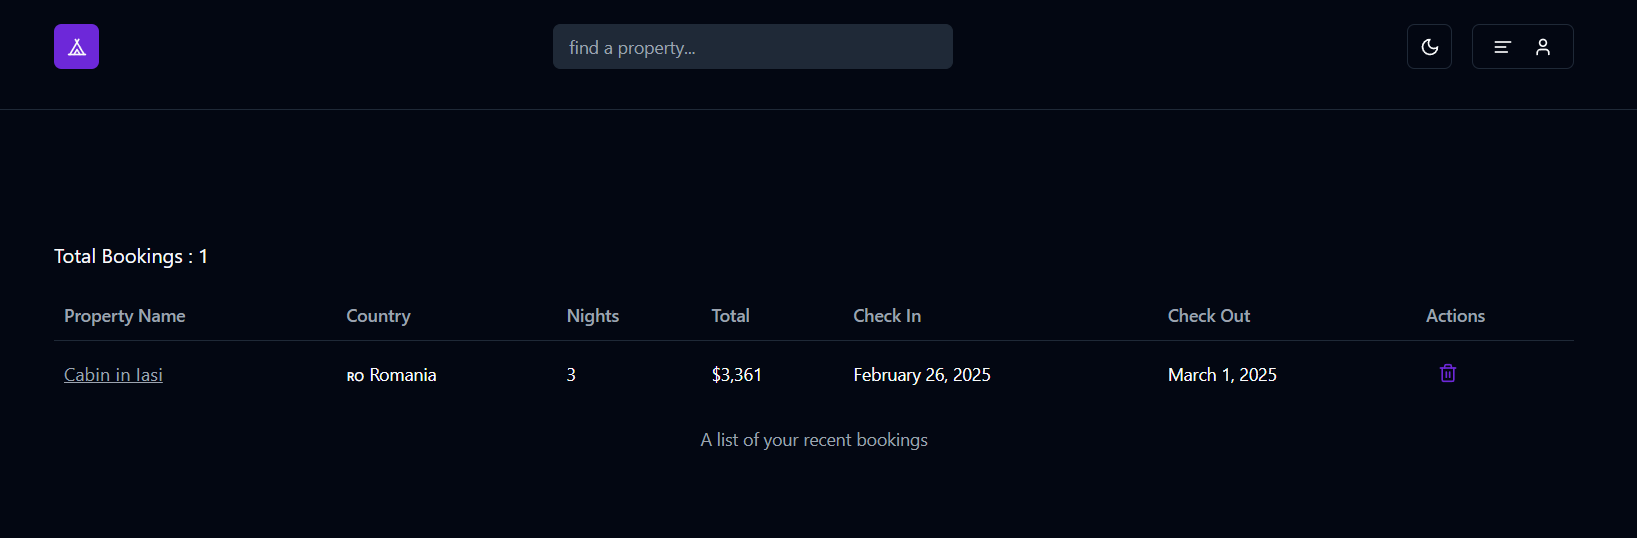 find a property...
Total Bookings : 1
Property Name Country Nights Total Check In Check Out Actions
Cabin in Iasi RO Romania 3 $3,361 February 26, 2025 March 1, 2025
A list of your recent bookings